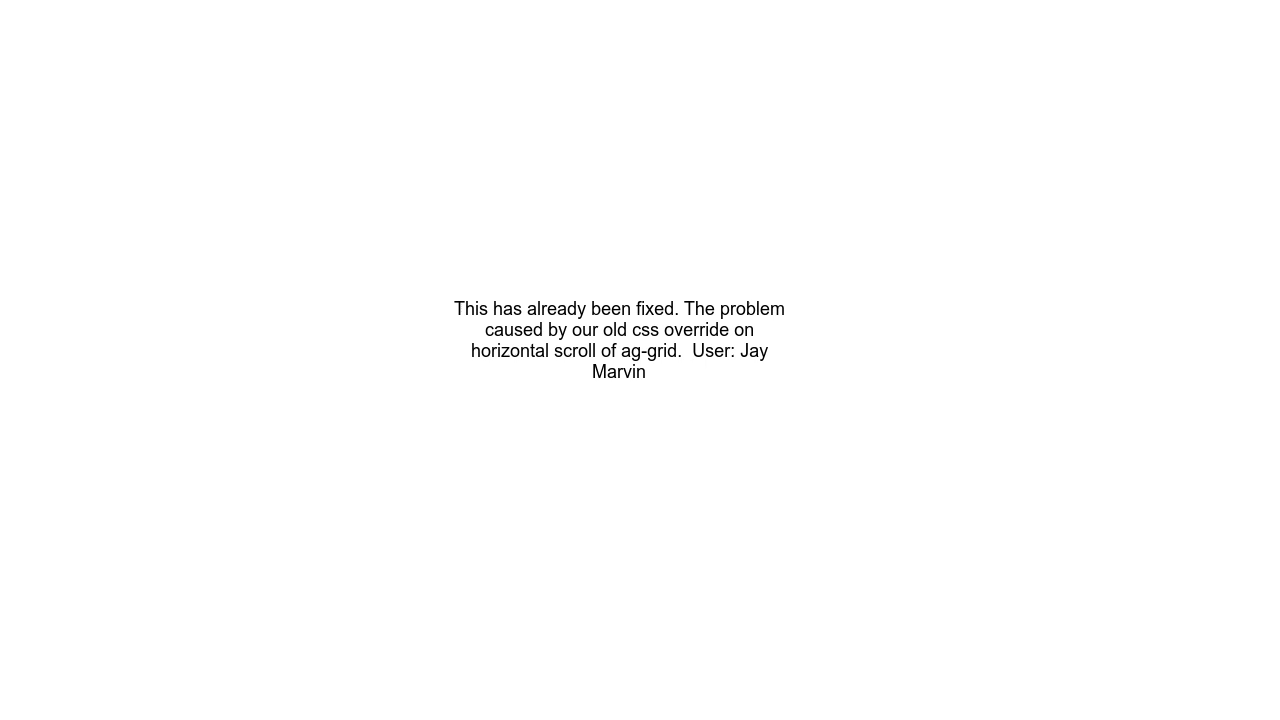 This has already been fixed. The problem
caused by our old css override on
horizontal scroll of ag-grid.  User: Jay
Marvin